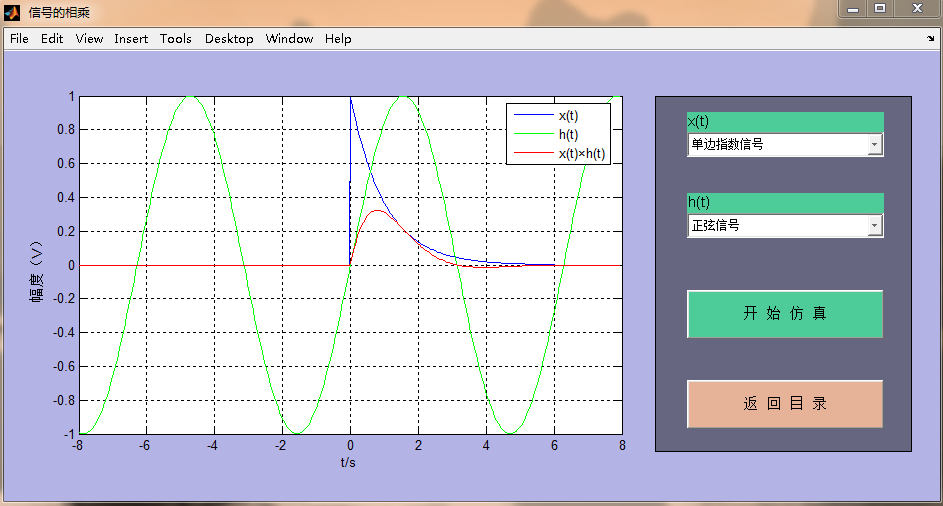 信号的相乘
File Edit View Insert Tools Desktop Window Help
1
0.8
0.6
0.4
0.2
0
-0.2
-0.4
-0.6
-0.8
-1
幅度（V）
-8 -6 -4 -2 0 2 4 6 8
t/s
x(t)
h(t)
x(t)×h(t)
x(t)
单边指数信号
h(t)
正弦信号
开 始 仿 真
返 回 目 录